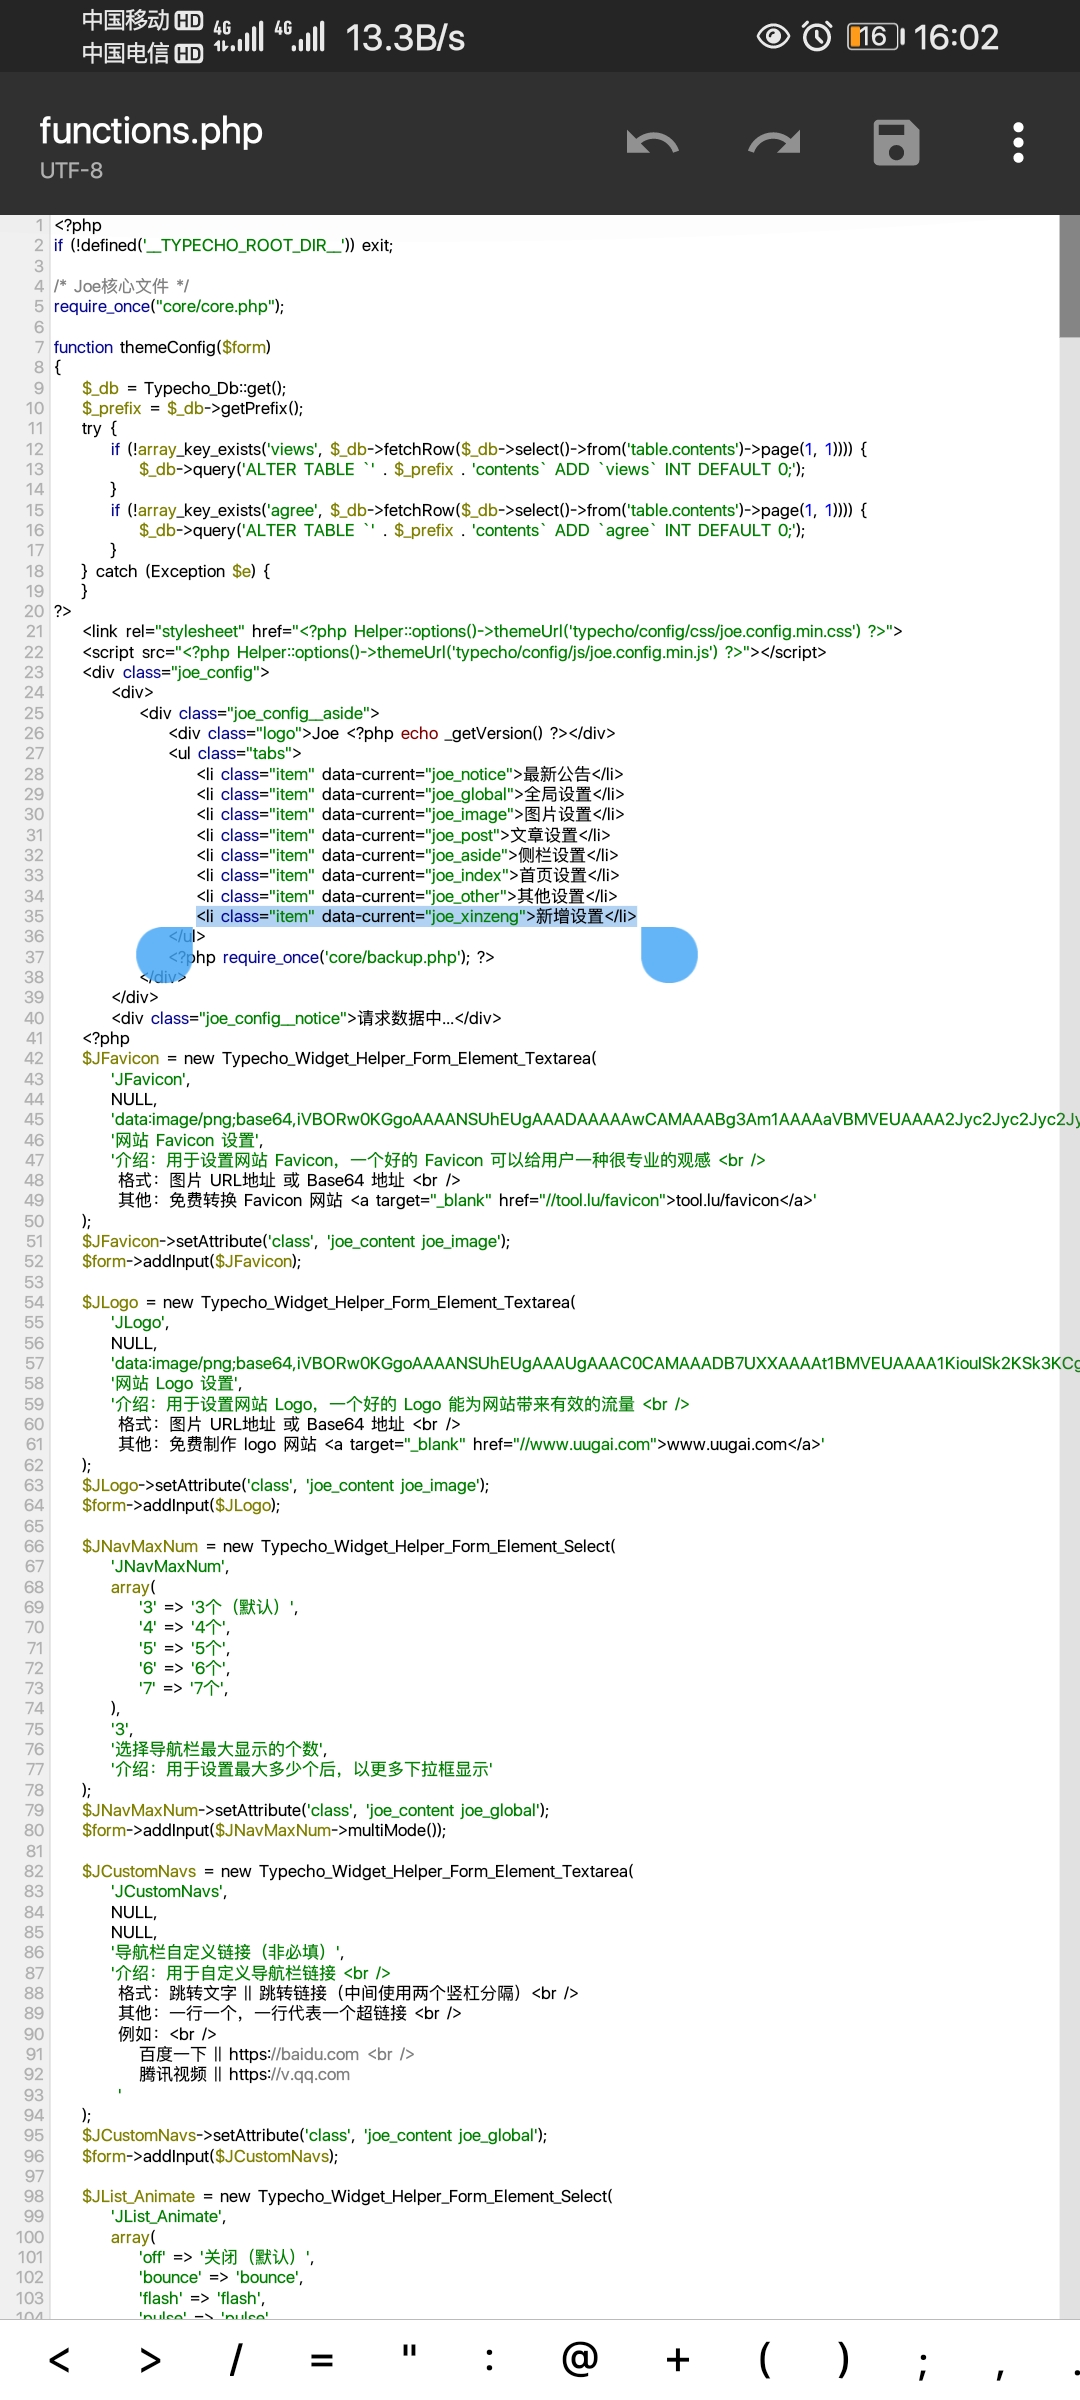 中国移动 HD 4G 4G 13.3B/s 16 16:02
中国电信 HD
functions.php
UTF-8
1 <?php
2 if (!defined('__TYPECHO_ROOT_DIR__')) exit;
3
4 /* Joe核心文件 */
5 require_once("core/core.php");
6
7 function themeConfig($form)
8 {
9 $_db = Typecho_Db::get();
10 $_prefix = $_db->getPrefix();
11 try {
12 if (!array_key_exists('views', $_db->fetchRow($_db->select()->from('table.contents')->page(1, 1)))) {
13 $_db->query('ALTER TABLE `' . $_prefix . 'contents` ADD `views` INT DEFAULT 0;');
14 }
15 if (!array_key_exists('agree', $_db->fetchRow($_db->select()->from('table.contents')->page(1, 1)))) {
16 $_db->query('ALTER TABLE `' . $_prefix . 'contents` ADD `agree` INT DEFAULT 0;');
17 }
18 } catch (Exception $e) {
19 }
20 ?>
21 <link rel="stylesheet" href="<?php Helper::options()->themeUrl('typecho/config/css/joe.config.min.css') ?>">
22 <script src="<?php Helper::options()->themeUrl('typecho/config/js/joe.config.min.js') ?>"></script>
23 <div class="joe_config">
24 <div>
25 <div class="joe_config__aside">
26 <div class="logo">Joe <?php echo _getVersion() ?></div>
27 <ul class="tabs">
28 <li class="item" data-current="joe_notice">最新公告</li>
29 <li class="item" data-current="joe_global">全局设置</li>
30 <li class="item" data-current="joe_image">图片设置</li>
31 <li class="item" data-current="joe_post">文章设置</li>
32 <li class="item" data-current="joe_aside">侧栏设置</li>
33 <li class="item" data-current="joe_index">首页设置</li>
34 <li class="item" data-current="joe_other">其他设置</li>
35 <li class="item" data-current="joe_xinzeng">新增设置</li>
36 </ul>
37 <?php require_once('core/backup.php'); ?>
38 </div>
39 </div>
40 <div class="joe_config__notice">请求数据中...</div>
41 <?php
42 $JFavicon = new Typecho_Widget_Helper_Form_Element_Textarea(
43 'JFavicon',
44 NULL,
45 'data:image/png;base64,iVBORw0KGgoAAAANSUhEUgAAADAAAAAwCAMAAABg3Am1AAAAaVBMVEUAAAA2Jyc2Jyc2Jyc2Jy
46 '网站 Favicon 设置',
47 '介绍：用于设置网站 Favicon，一个好的 Favicon 可以给用户一种很专业的观感 <br />
48 格式：图片 URL地址 或 Base64 地址 <br />
49 其他：免费转换 Favicon 网站 <a target="_blank" href="//tool.lu/favicon">tool.lu/favicon</a>'
50 );
51 $JFavicon->setAttribute('class', 'joe_content joe_image');
52 $form->addInput($JFavicon);
53
54 $JLogo = new Typecho_Widget_Helper_Form_Element_Textarea(
55 'JLogo',
56 NULL,
57 'data:image/png;base64,iVBORw0KGgoAAAANSUhEUgAAAUgAAAC0CAMAAADB7UXXAAAAt1BMVEUAAAA1KioulSk2KSk3KCg
58 '网站 Logo 设置',
59 '介绍：用于设置网站 Logo，一个好的 Logo 能为网站带来有效的流量 <br />
60 格式：图片 URL地址 或 Base64 地址 <br />
61 其他：免费制作 logo 网站 <a target="_blank" href="//www.uugai.com">www.uugai.com</a>'
62 );
63 $JLogo->setAttribute('class', 'joe_content joe_image');
64 $form->addInput($JLogo);
65
66 $JNavMaxNum = new Typecho_Widget_Helper_Form_Element_Select(
67 'JNavMaxNum',
68 array(
69 '3' => '3个（默认）',
70 '4' => '4个',
71 '5' => '5个',
72 '6' => '6个',
73 '7' => '7个',
74 ),
75 '3',
76 '选择导航栏最大显示的个数',
77 '介绍：用于设置最大多少个后，以更多下拉框显示'
78 );
79 $JNavMaxNum->setAttribute('class', 'joe_content joe_global');
80 $form->addInput($JNavMaxNum->multiMode());
81
82 $JCustomNavs = new Typecho_Widget_Helper_Form_Element_Textarea(
83 'JCustomNavs',
84 NULL,
85 NULL,
86 '导航栏自定义链接（非必填）',
87 '介绍：用于自定义导航栏链接 <br />
88 格式：跳转文字 || 跳转链接（中间使用两个竖杠分隔）<br />
89 其他：一行一个，一行代表一个超链接 <br />
90 例如：<br />
91 百度一下 || https://baidu.com <br />
92 腾讯视频 || https://v.qq.com
93 '
94 );
95 $JCustomNavs->setAttribute('class', 'joe_content joe_global');
96 $form->addInput($JCustomNavs);
97
98 $JList_Animate = new Typecho_Widget_Helper_Form_Element_Select(
99 'JList_Animate',
100 array(
101 'off' => '关闭（默认）',
102 'bounce' => 'bounce',
103 'flash' => 'flash',
104 'pulse' => 'pulse'
< > / = " : @ + ( ) ; , .